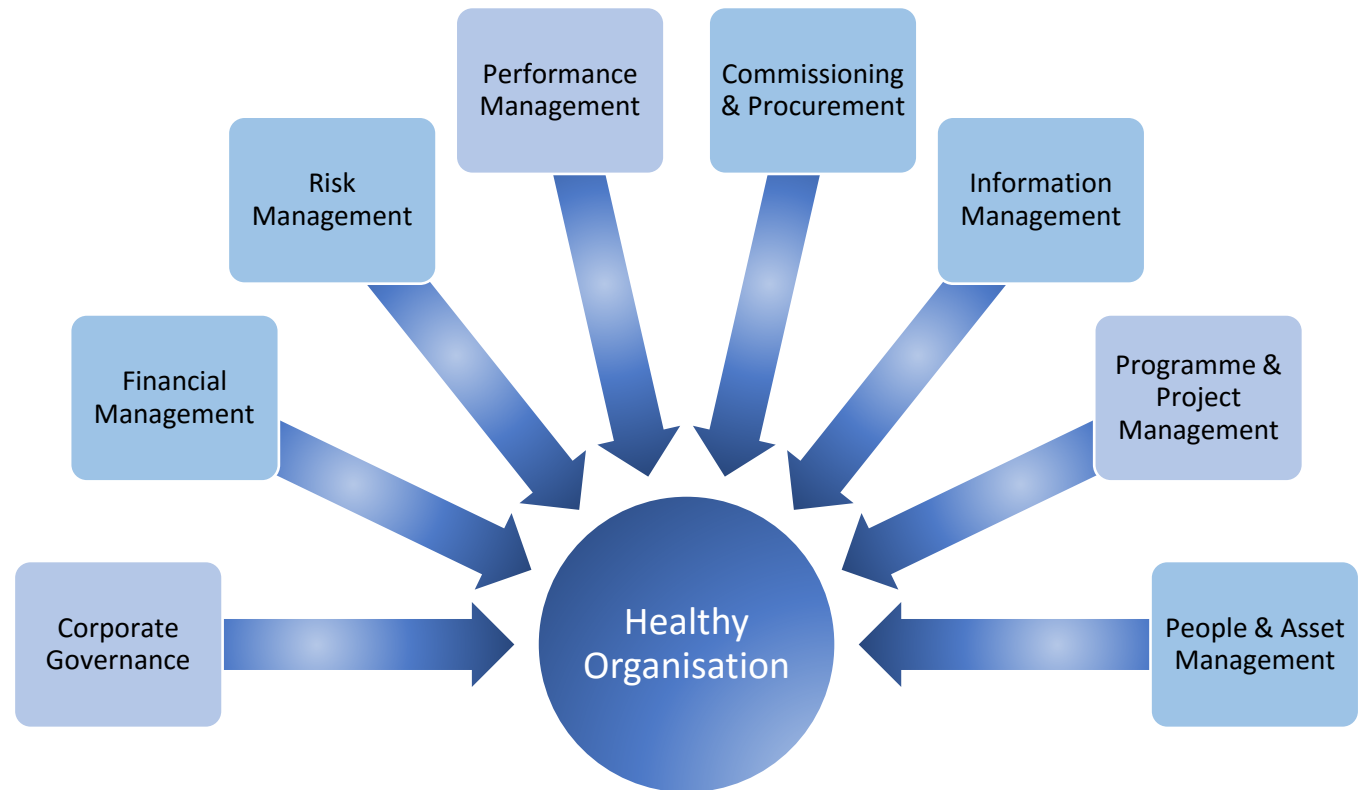 Performance
Management
Commissioning
& Procurement
Risk
Management
Information
Management
Financial
Management
Programme &
Project
Management
Corporate
Governance
Healthy
Organisation
People & Asset
Management